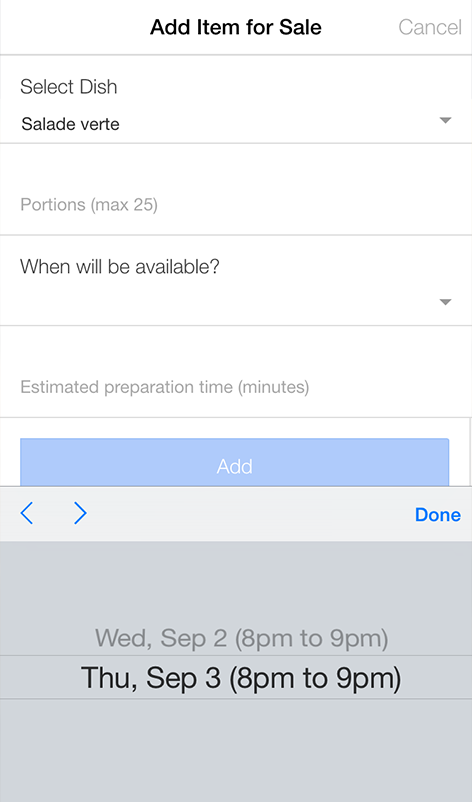 Add Item for Sale Cancel
Select Dish
Salade verte
Portions (max 25)
When will be available?
Estimated preparation time (minutes)
Add
Done
Wed, Sep 2 (8pm to 9pm)
Thu, Sep 3 (8pm to 9pm)